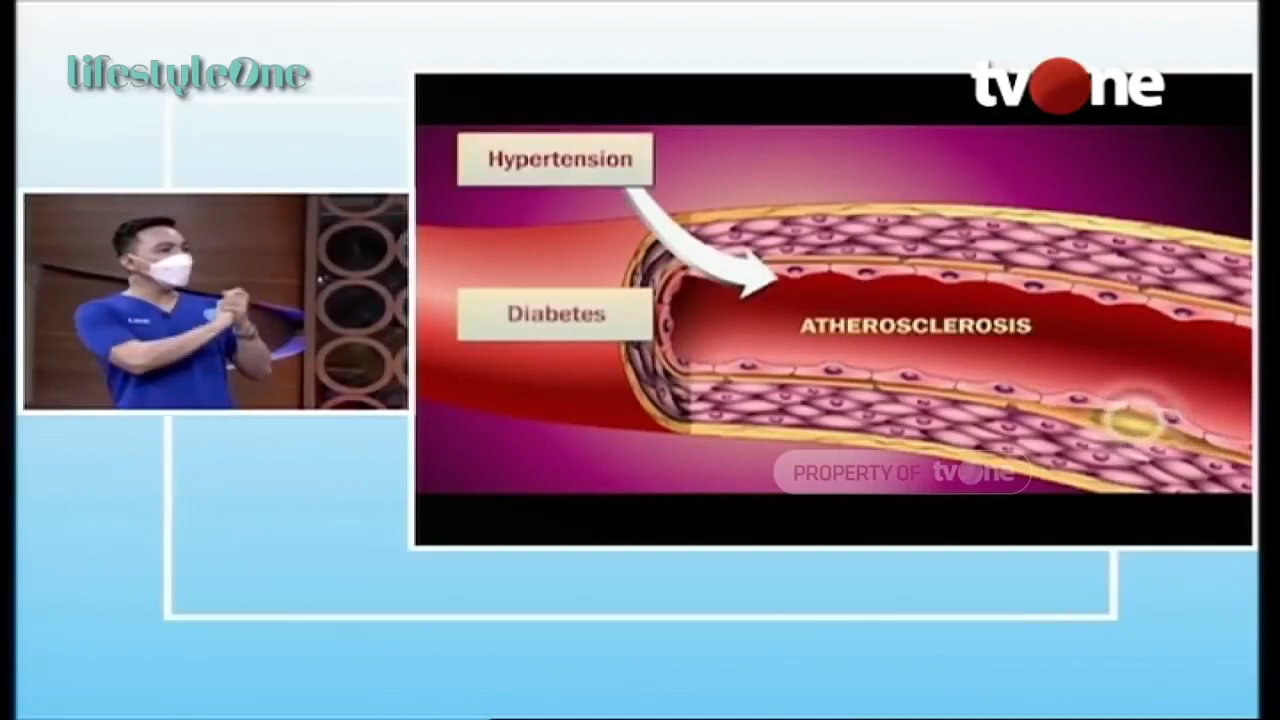 lifestyleOne
tvOne
Hypertension
Diabetes
ATHEROSCLEROSIS
PROPERTY OF tvOne